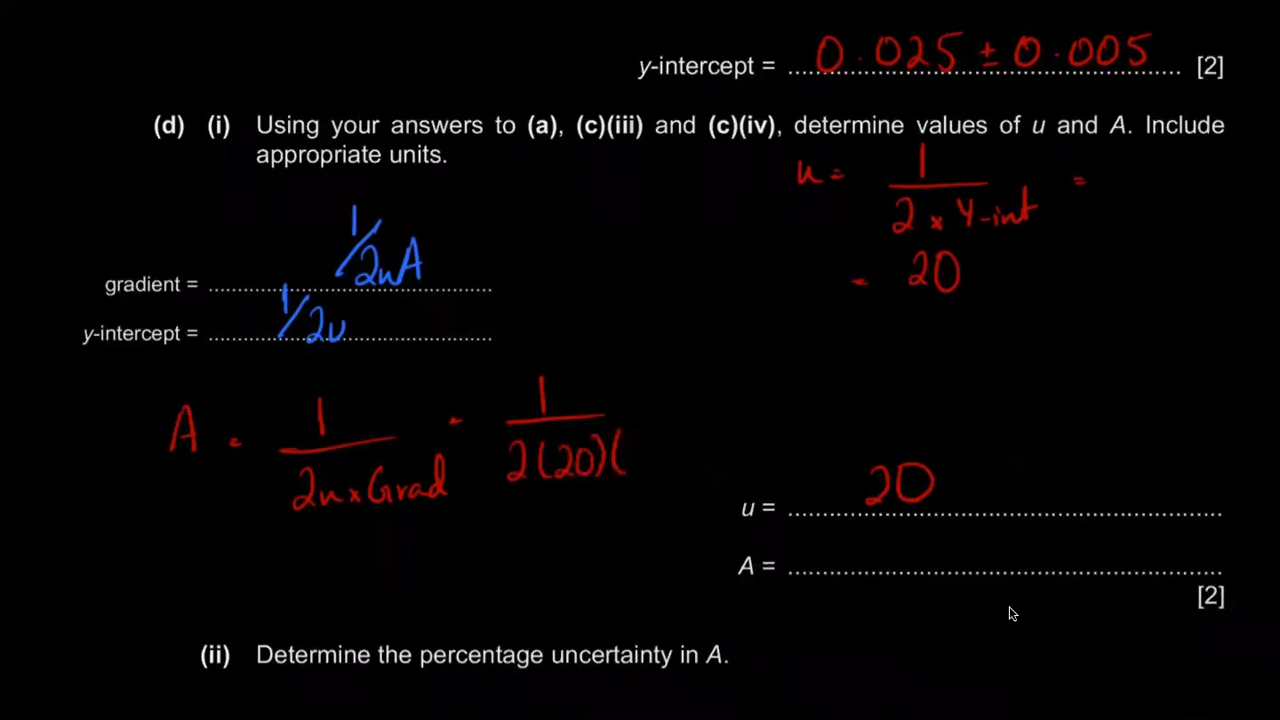 y-intercept = 0.025 ± 0.005 [2]
(d) (i) Using your answers to (a), (c)(iii) and (c)(iv), determine values of u and A. Include
appropriate units.
u = 1 / 2 × Y-int =
= 20
gradient = 1/2uA
y-intercept = 1/2u
A = 1 / 2u × Grad = 1 / 2(20)(
u = 20
A =
[2]
(ii) Determine the percentage uncertainty in A.